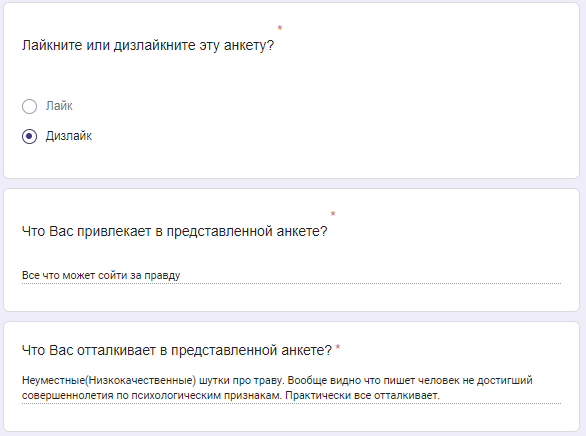 Лайкните или дизлайкните эту анкету? *
Лайк
Дизлайк
Что Вас привлекает в представленной анкете? *
Все что может сойти за правду
Что Вас отталкивает в представленной анкете? *
Неуместные(Низкокачественные) шутки про траву. Вообще видно что пишет человек не достигший
совершеннолетия по психологическим признакам. Практически все отталкивает.